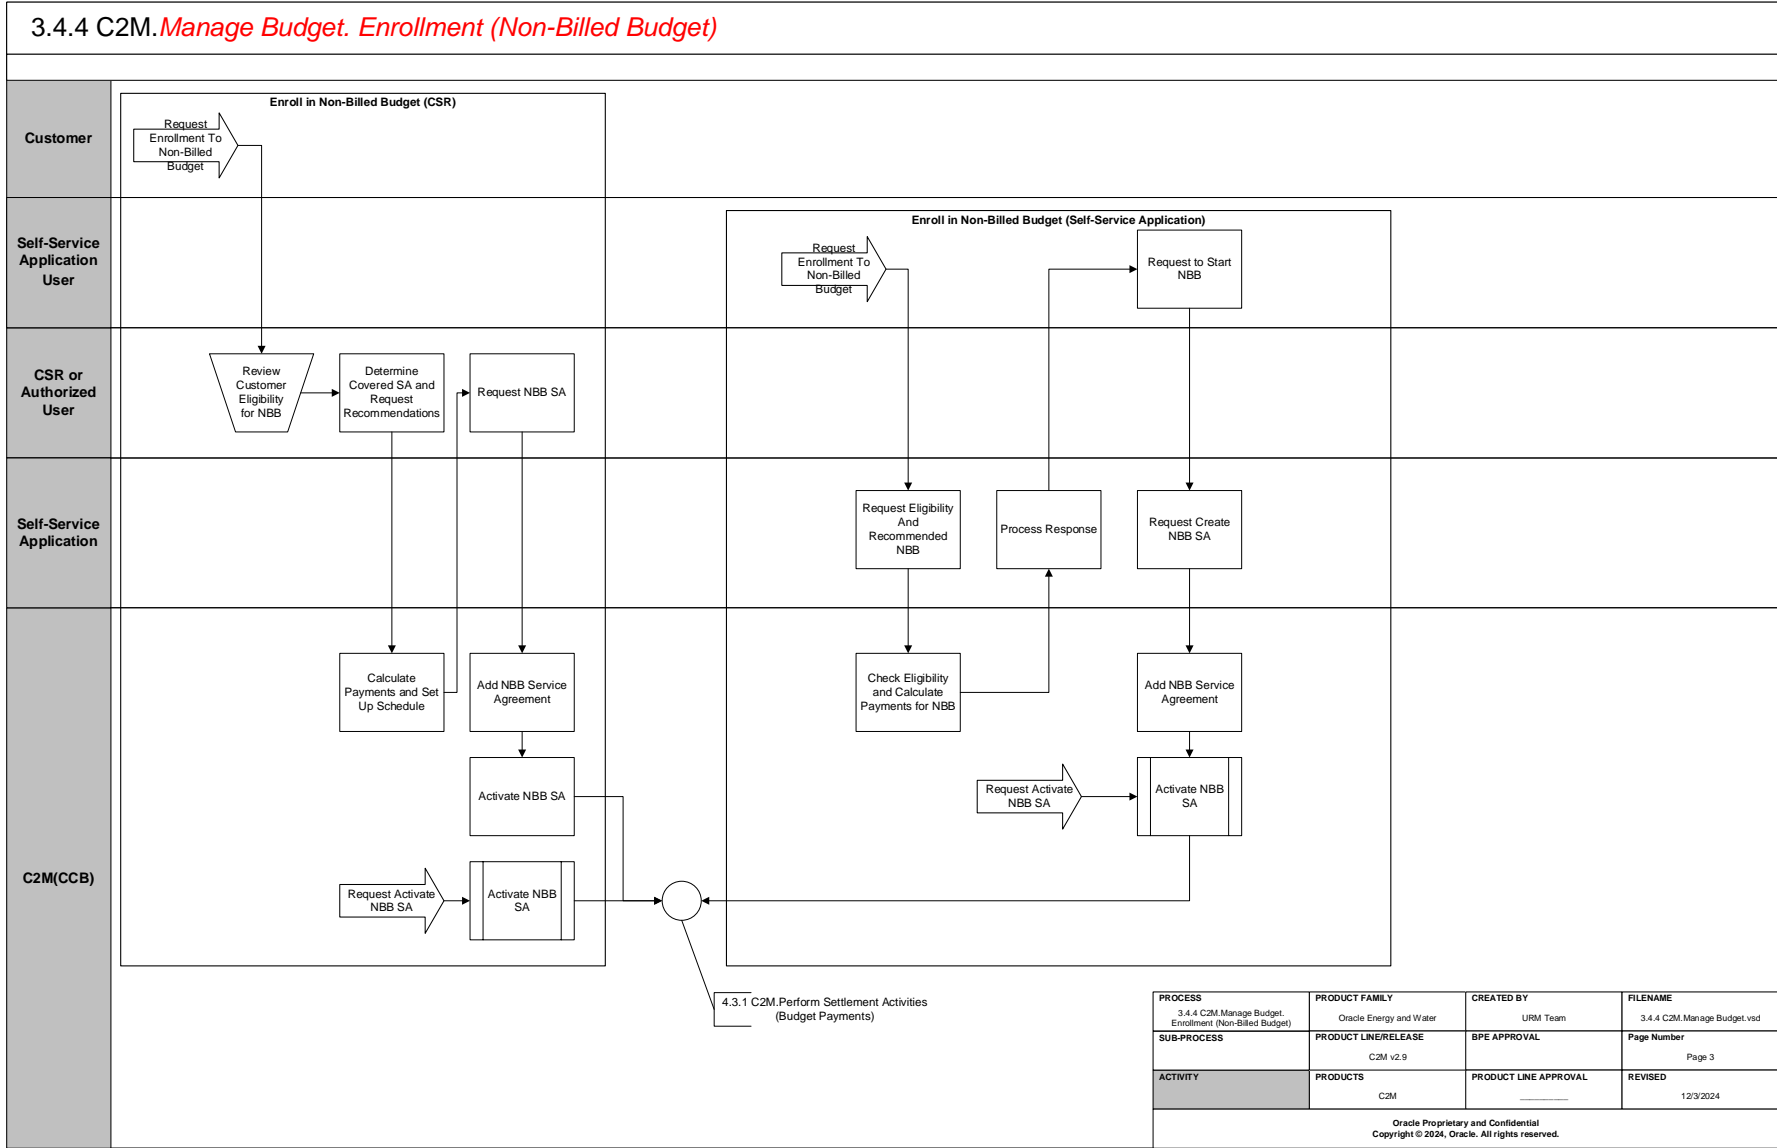 3.4.4 C2M.Manage Budget. Enrollment (Non-Billed Budget)
Customer
Enroll in Non-Billed Budget (CSR)
Request
Enrollment To
Non-Billed
Budget
Self-Service
Application
User
Enroll in Non-Billed Budget (Self-Service Application)
Request
Enrollment To
Non-Billed
Budget
Request to Start
NBB
CSR or
Authorized
User
Review
Customer
Eligibility
for NBB
Determine
Covered SA and
Request
Recommendations
Request NBB SA
Self-Service
Application
Request Eligibility
And
Recommended
NBB
Process Response
Request Create
NBB SA
C2M(CCB)
Calculate
Payments and Set
Up Schedule
Add NBB Service
Agreement
Check Eligibility
and Calculate
Payments for NBB
Add NBB Service
Agreement
Activate NBB SA
Request Activate
NBB SA
Activate NBB
SA
Request Activate
NBB SA
Activate NBB
SA
4.3.1 C2M.Perform Settlement Activities
(Budget Payments)
PROCESS
3.4.4 C2M.Manage Budget.
Enrollment (Non-Billed Budget)
PRODUCT FAMILY
Oracle Energy and Water
CREATED BY
URM Team
FILENAME
3.4.4 C2M.Manage Budget.vsd
SUB-PROCESS
PRODUCT LINE/RELEASE
C2M v2.9
BPE APPROVAL
Page Number
Page 3
ACTIVITY
PRODUCTS
C2M
PRODUCT LINE APPROVAL
____________
REVISED
12/3/2024
Oracle Proprietary and Confidential
Copyright © 2024, Oracle. All rights reserved.